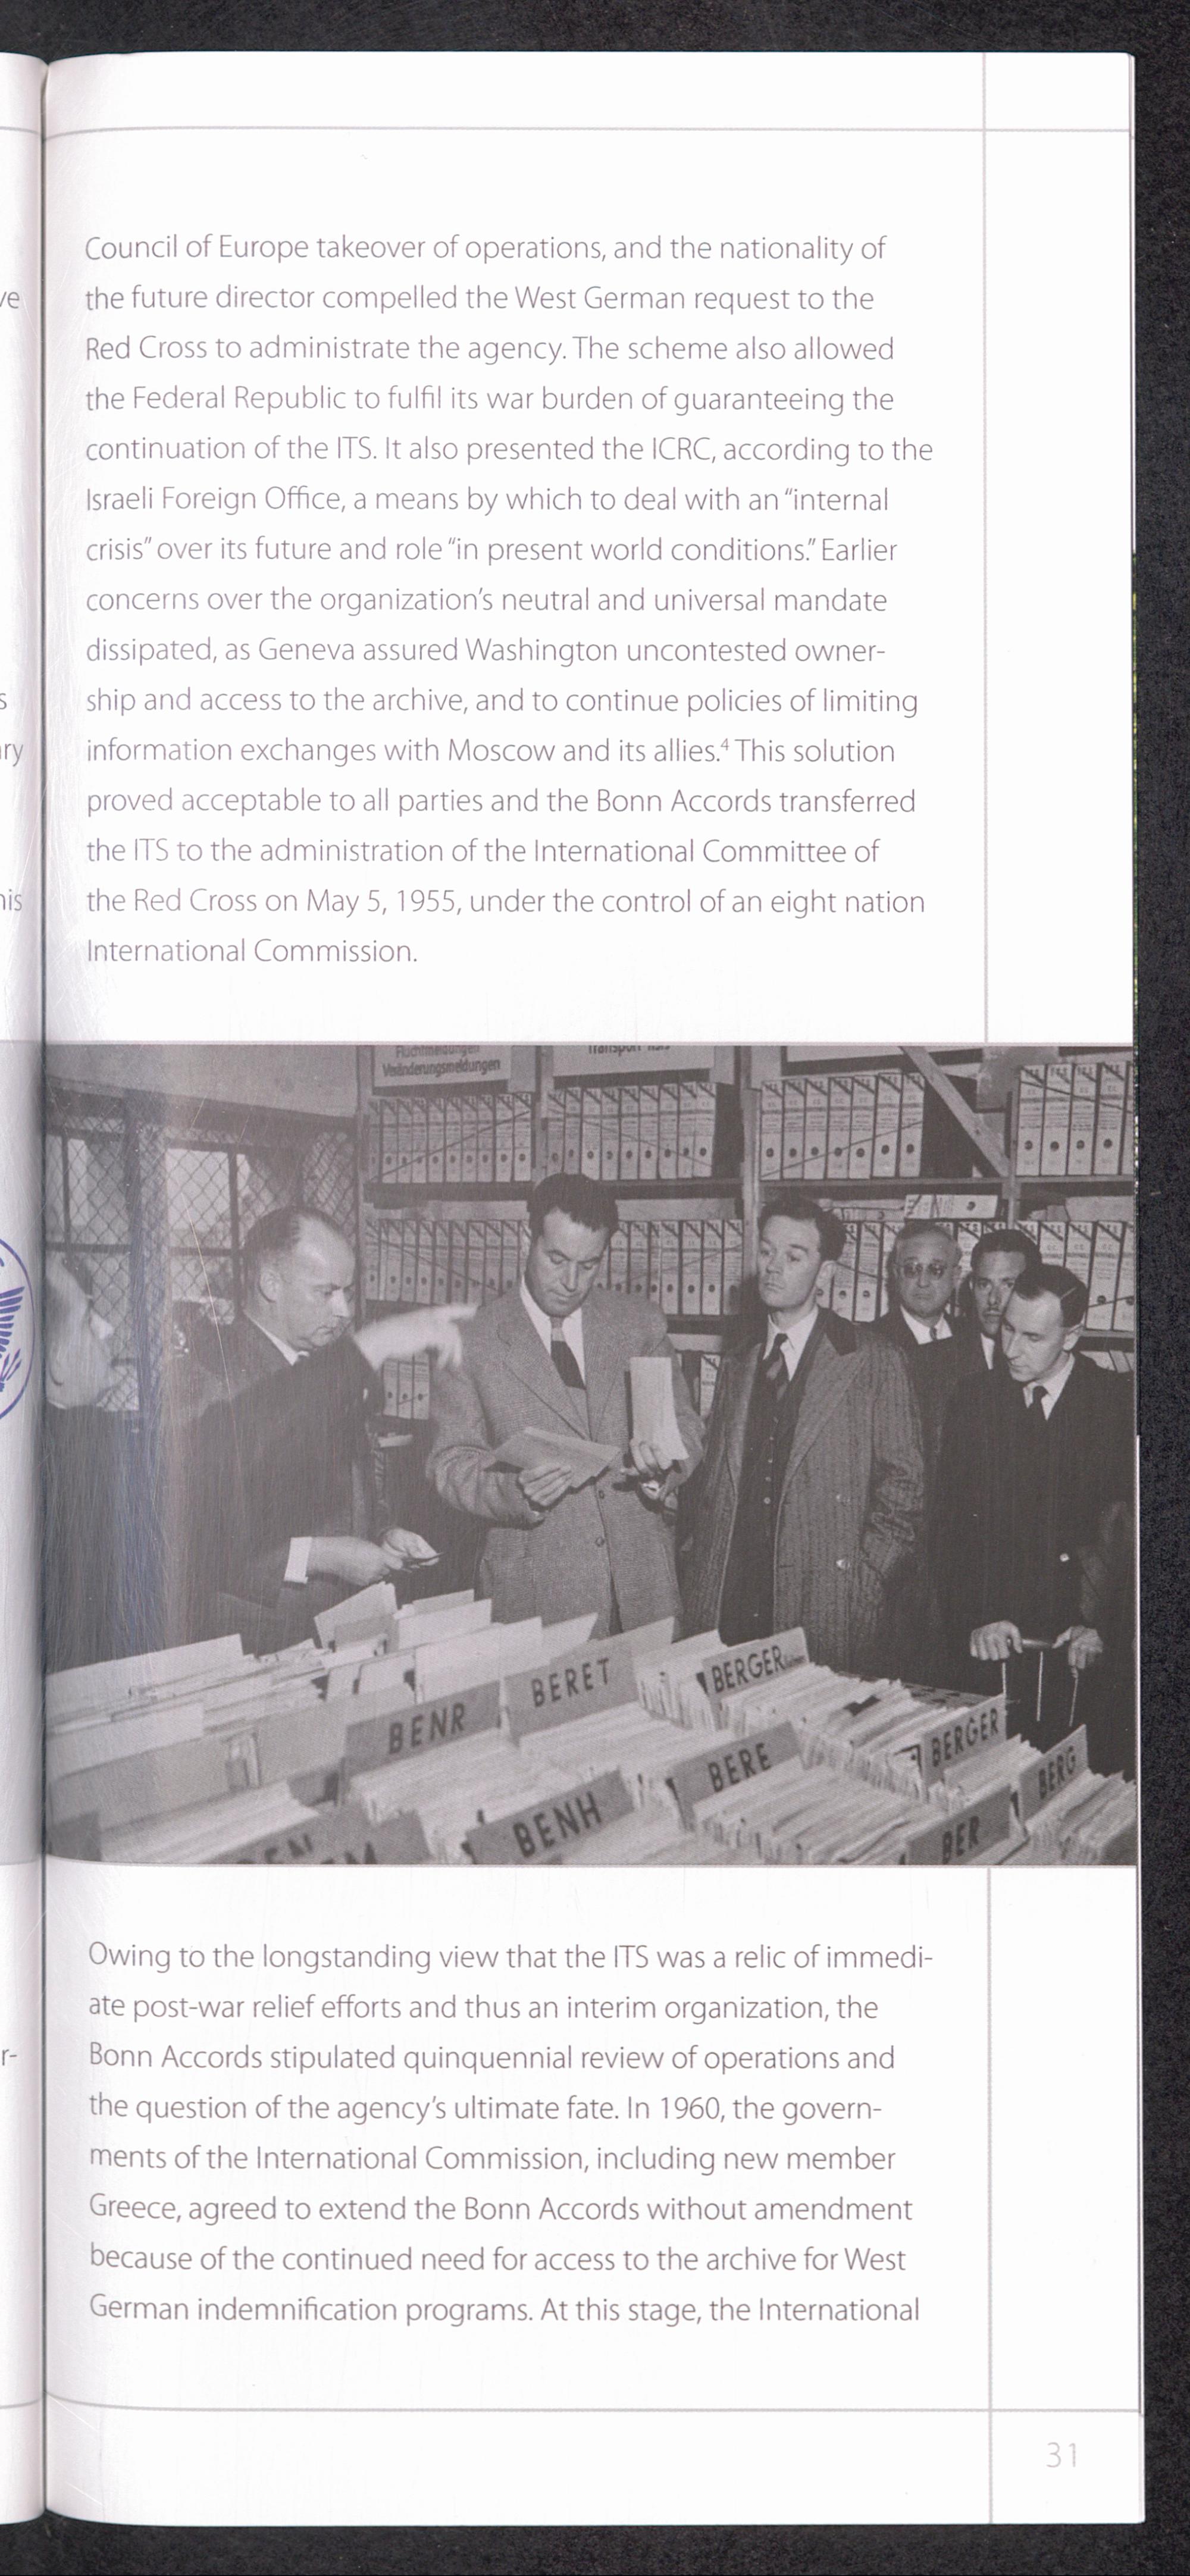 Council of Europe takeover of operations, and the nationality of
the future director compelled the West German request to the
Red Cross to administrate the agency. The scheme also allowed
the Federal Republic to fulfil its war burden of guaranteeing the
continuation of the ITS. It also presented the ICRC, according to the
Israeli Foreign Office, a means by which to deal with an “internal
crisis” over its future and role “in present world conditions.” Earlier
concerns over the organization’s neutral and universal mandate
dissipated, as Geneva assured Washington uncontested owner-
ship and access to the archive, and to continue policies of limiting
information exchanges with Moscow and its allies.⁴ This solution
proved acceptable to all parties and the Bonn Accords transferred
the ITS to the administration of the International Committee of
the Red Cross on May 5, 1955, under the control of an eight nation
International Commission.
Veränderungsmeldungen
BENR
BERET
BERGER
BENH
BERE
BERGER
BERG
BER
Owing to the longstanding view that the ITS was a relic of immedi-
ate post-war relief efforts and thus an interim organization, the
Bonn Accords stipulated quinquennial review of operations and
the question of the agency’s ultimate fate. In 1960, the govern-
ments of the International Commission, including new member
Greece, agreed to extend the Bonn Accords without amendment
because of the continued need for access to the archive for West
German indemnification programs. At this stage, the International
31